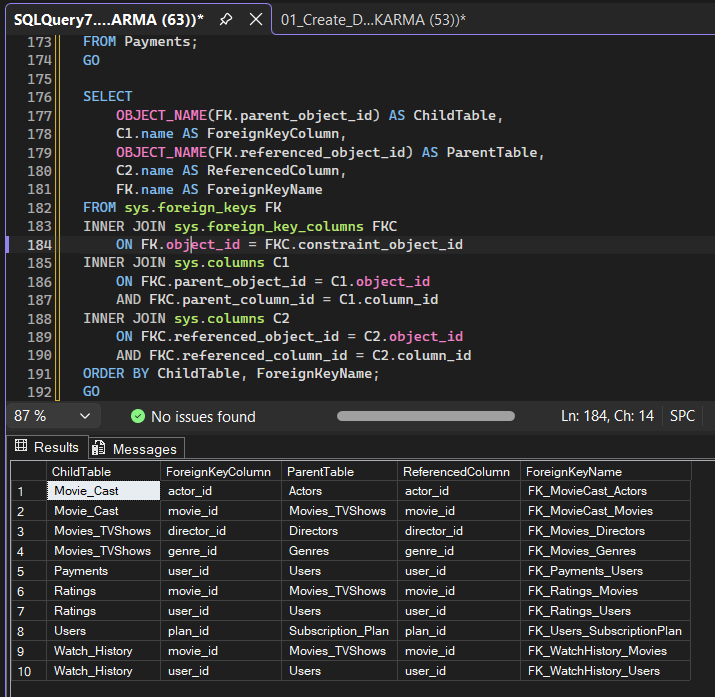 SQLQuery7....ARMA (63))*
01_Create_D...KARMA (53))*
173 FROM Payments;
174 GO
175
176 SELECT
177 OBJECT_NAME(FK.parent_object_id) AS ChildTable,
178 C1.name AS ForeignKeyColumn,
179 OBJECT_NAME(FK.referenced_object_id) AS ParentTable,
180 C2.name AS ReferencedColumn,
181 FK.name AS ForeignKeyName
182 FROM sys.foreign_keys FK
183 INNER JOIN sys.foreign_key_columns FKC
184 ON FK.object_id = FKC.constraint_object_id
185 INNER JOIN sys.columns C1
186 ON FKC.parent_object_id = C1.object_id
187 AND FKC.parent_column_id = C1.column_id
188 INNER JOIN sys.columns C2
189 ON FKC.referenced_object_id = C2.object_id
190 AND FKC.referenced_column_id = C2.column_id
191 ORDER BY ChildTable, ForeignKeyName;
192 GO
87 % No issues found Ln: 184, Ch: 14 SPC
Results Messages
ChildTable ForeignKeyColumn ParentTable ReferencedColumn ForeignKeyName
1 Movie_Cast actor_id Actors actor_id FK_MovieCast_Actors
2 Movie_Cast movie_id Movies_TVShows movie_id FK_MovieCast_Movies
3 Movies_TVShows director_id Directors director_id FK_Movies_Directors
4 Movies_TVShows genre_id Genres genre_id FK_Movies_Genres
5 Payments user_id Users user_id FK_Payments_Users
6 Ratings movie_id Movies_TVShows movie_id FK_Ratings_Movies
7 Ratings user_id Users user_id FK_Ratings_Users
8 Users plan_id Subscription_Plan plan_id FK_Users_SubscriptionPlan
9 Watch_History movie_id Movies_TVShows movie_id FK_WatchHistory_Movies
10 Watch_History user_id Users user_id FK_WatchHistory_Users